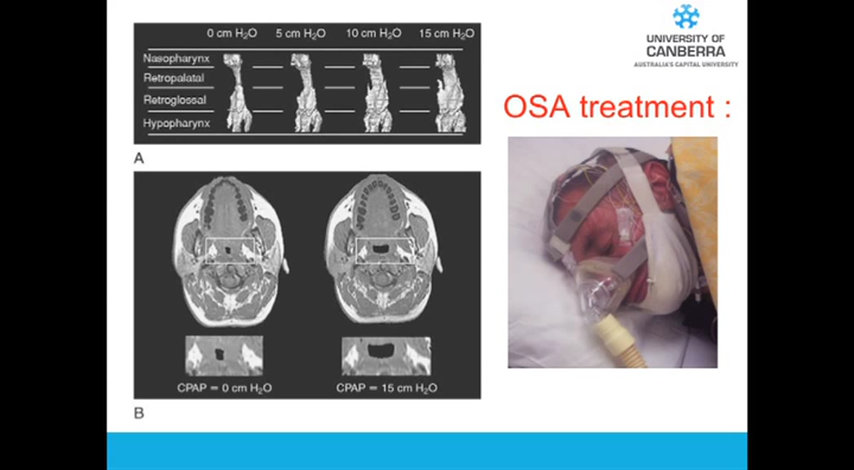 0 cm H₂O 5 cm H₂O 10 cm H₂O 15 cm H₂O
Nasopharynx
Retropalatal
Retroglossal
Hypopharynx
A
CPAP = 0 cm H₂O CPAP = 15 cm H₂O
B
UNIVERSITY OF
CANBERRA
AUSTRALIA'S CAPITAL UNIVERSITY
OSA treatment :